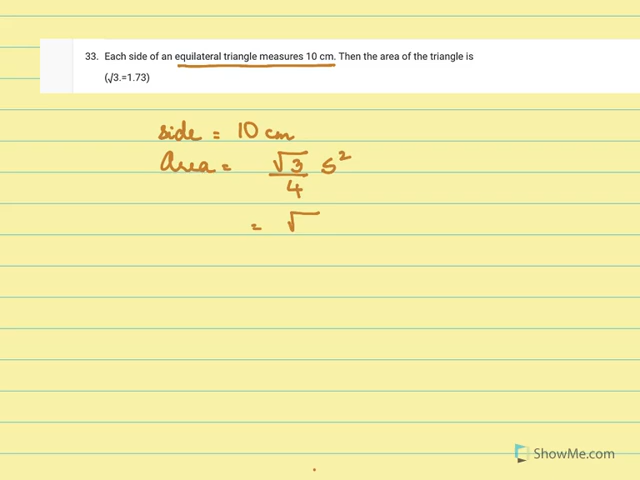 33. Each side of an equilateral triangle measures 10 cm. Then the area of the triangle is
(√3.=1.73)
side = 10 cm
Area = √3/4 S²
= √
ShowMe.com